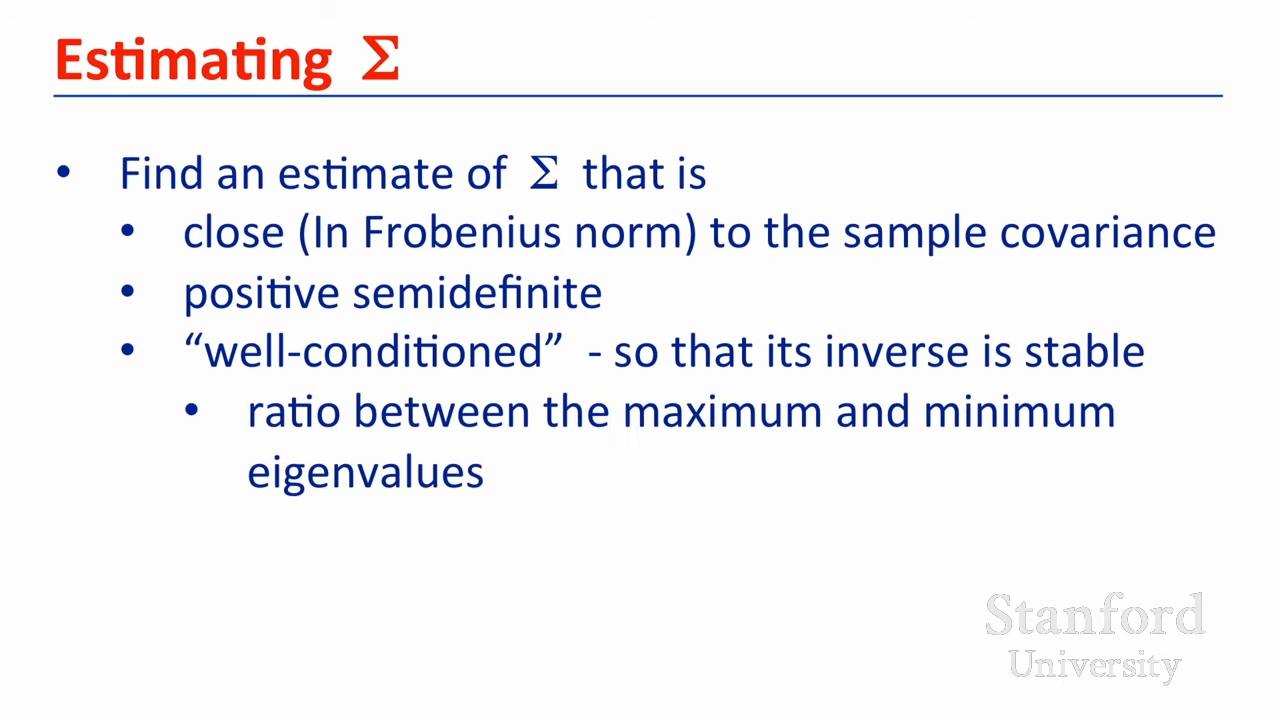 Estimating Σ
• Find an estimate of Σ that is
• close (In Frobenius norm) to the sample covariance
• positive semidefinite
• “well-conditioned” - so that its inverse is stable
• ratio between the maximum and minimum
eigenvalues
Stanford
University